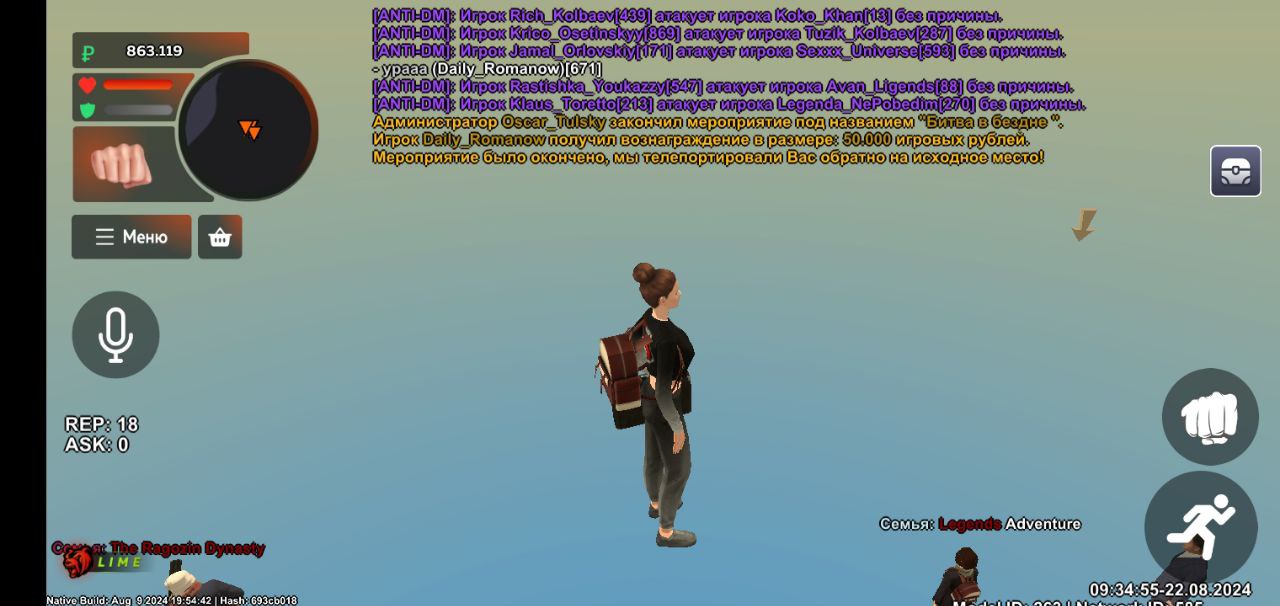 [ANTI-DM]: Игрок Rich_Kolbaev[439] атакует игрока Koko_Khan[13] без причины.
[ANTI-DM]: Игрок Krico_Osetinskyy[869] атакует игрока Tuzik_Kolbaev[287] без причины.
[ANTI-DM]: Игрок Jamal_Orlovskiy[171] атакует игрока Sexxx_Universe[593] без причины.
- урааа (Daily_Romanow)[671]
[ANTI-DM]: Игрок Rastishka_Youkazzy[547] атакует игрока Avan_Ligends[88] без причины.
[ANTI-DM]: Игрок Klaus_Toretto[213] атакует игрока Legenda_NePobedim[270] без причины.
Администратор Oscar_Tulsky закончил мероприятие под названием "Битва в бездне ".
Игрок Daily_Romanow получил вознаграждение в размере: 50.000 игровых рублей.
Мероприятие было окончено, мы телепортировали Вас обратно на исходное место!
₽ 863.119
Меню
REP: 18
ASK: 0
Семья: Legends Adventure
Семья: The Ragozin Dynasty
LIME
09:34:55-22.08.2024
Native Build: Aug 9 2024 19:54:42 | Hash: 693cb018